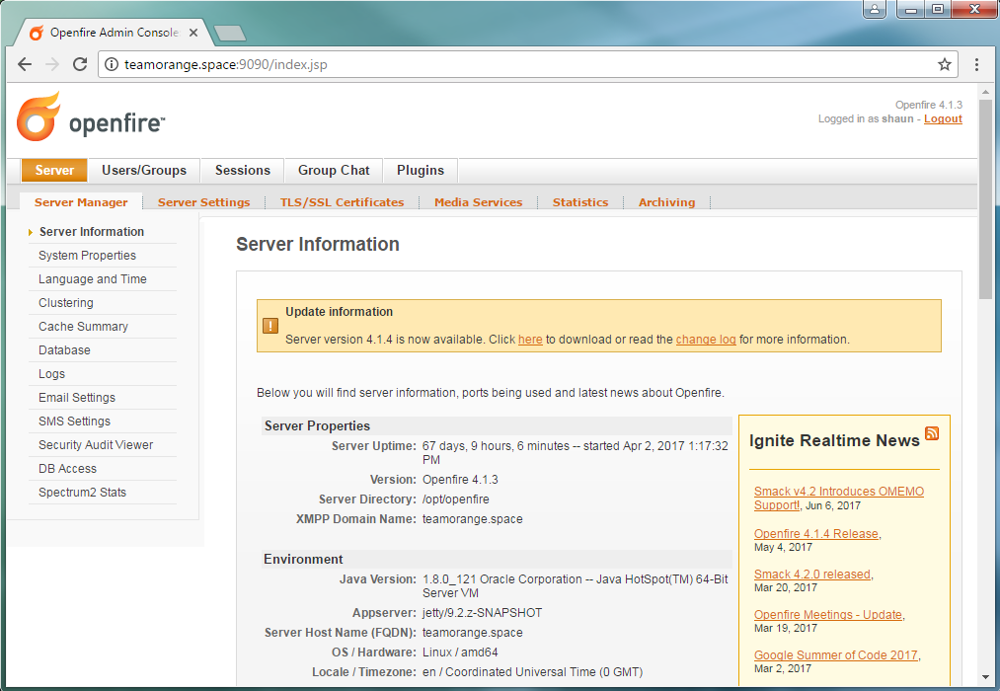 Openfire Admin Console
teamorange.space:9090/index.jsp
openfire™
Openfire 4.1.3
Logged in as shaun - Logout
Server
Users/Groups
Sessions
Group Chat
Plugins
Server Manager
Server Settings
TLS/SSL Certificates
Media Services
Statistics
Archiving
Server Information
System Properties
Language and Time
Clustering
Cache Summary
Database
Logs
Email Settings
SMS Settings
Security Audit Viewer
DB Access
Spectrum2 Stats
Server Information
Update information
Server version 4.1.4 is now available. Click here to download or read the change log for more information.
Below you will find server information, ports being used and latest news about Openfire.
Server Properties
Server Uptime: 67 days, 9 hours, 6 minutes -- started Apr 2, 2017 1:17:32
PM
Version: Openfire 4.1.3
Server Directory: /opt/openfire
XMPP Domain Name: teamorange.space
Environment
Java Version: 1.8.0_121 Oracle Corporation -- Java HotSpot(TM) 64-Bit
Server VM
Appserver: jetty/9.2.z-SNAPSHOT
Server Host Name (FQDN): teamorange.space
OS / Hardware: Linux / amd64
Locale / Timezone: en / Coordinated Universal Time (0 GMT)
Ignite Realtime News
Smack v4.2 Introduces OMEMO
Support!, Jun 6, 2017
Openfire 4.1.4 Release,
May 4, 2017
Smack 4.2.0 released,
Mar 20, 2017
Openfire Meetings - Update,
Mar 19, 2017
Google Summer of Code 2017,
Mar 2, 2017